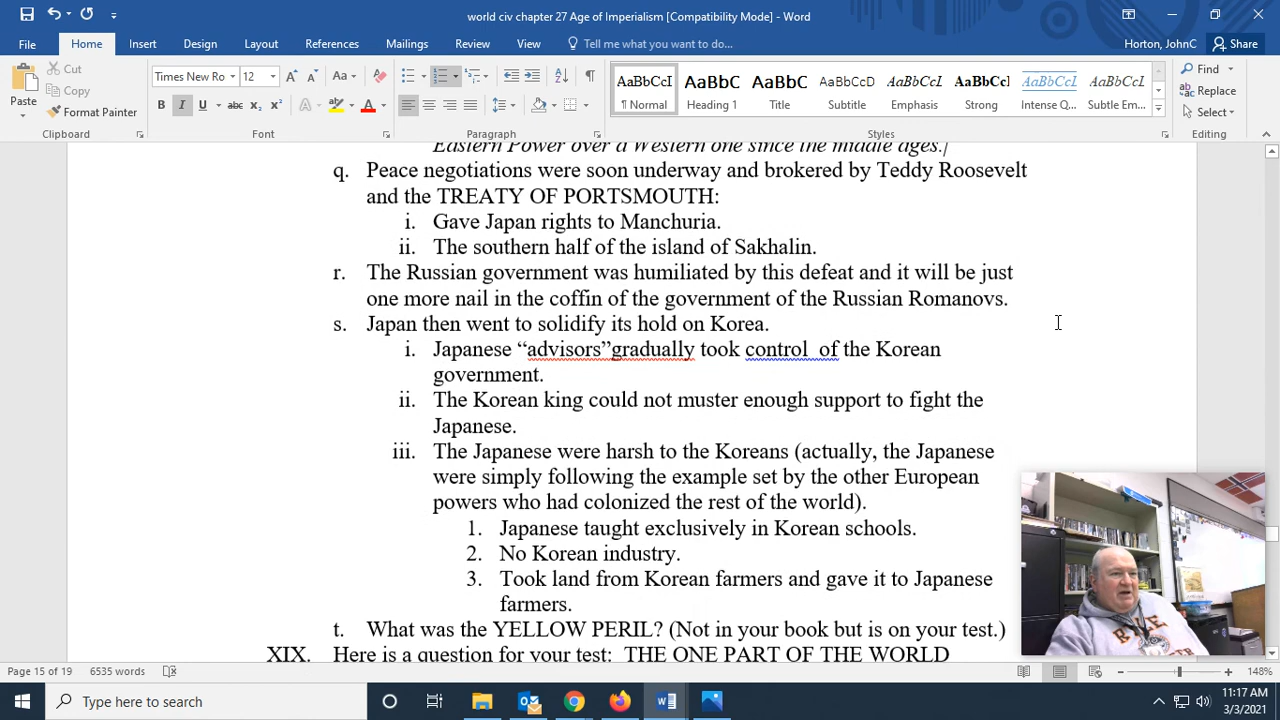 world civ chapter 27 Age of Imperialism [Compatibility Mode] - Word
File Home Insert Design Layout References Mailings Review View Tell me what you want to do... Horton, JohnC Share
Paste Cut Copy Format Painter
Times New Ro 12 Aa A
B I U abc x₂ x² A A
AaBbCcI AaBbC AaBbC AaBbCcD AaBbCcI AaBbCcI AaBbCcI AaBbCcI
¶ Normal Heading 1 Title Subtitle Emphasis Strong Intense Q... Subtle Em...
Find Replace Select
Clipboard Font Paragraph Styles Editing
Eastern Power over a Western one since the middle ages.
q. Peace negotiations were soon underway and brokered by Teddy Roosevelt
and the TREATY OF PORTSMOUTH:
i. Gave Japan rights to Manchuria.
ii. The southern half of the island of Sakhalin.
r. The Russian government was humiliated by this defeat and it will be just
one more nail in the coffin of the government of the Russian Romanovs.
s. Japan then went to solidify its hold on Korea.
i. Japanese “advisors”gradually took control  of the Korean
government.
ii. The Korean king could not muster enough support to fight the
Japanese.
iii. The Japanese were harsh to the Koreans (actually, the Japanese
were simply following the example set by the other European
powers who had colonized the rest of the world).
1. Japanese taught exclusively in Korean schools.
2. No Korean industry.
3. Took land from Korean farmers and gave it to Japanese
farmers.
t. What was the YELLOW PERIL? (Not in your book but is on your test.)
XIX. Here is a question for your test:  THE ONE PART OF THE WORLD
Page 15 of 19 6535 words 148%
Type here to search
11:17 AM
3/3/2021